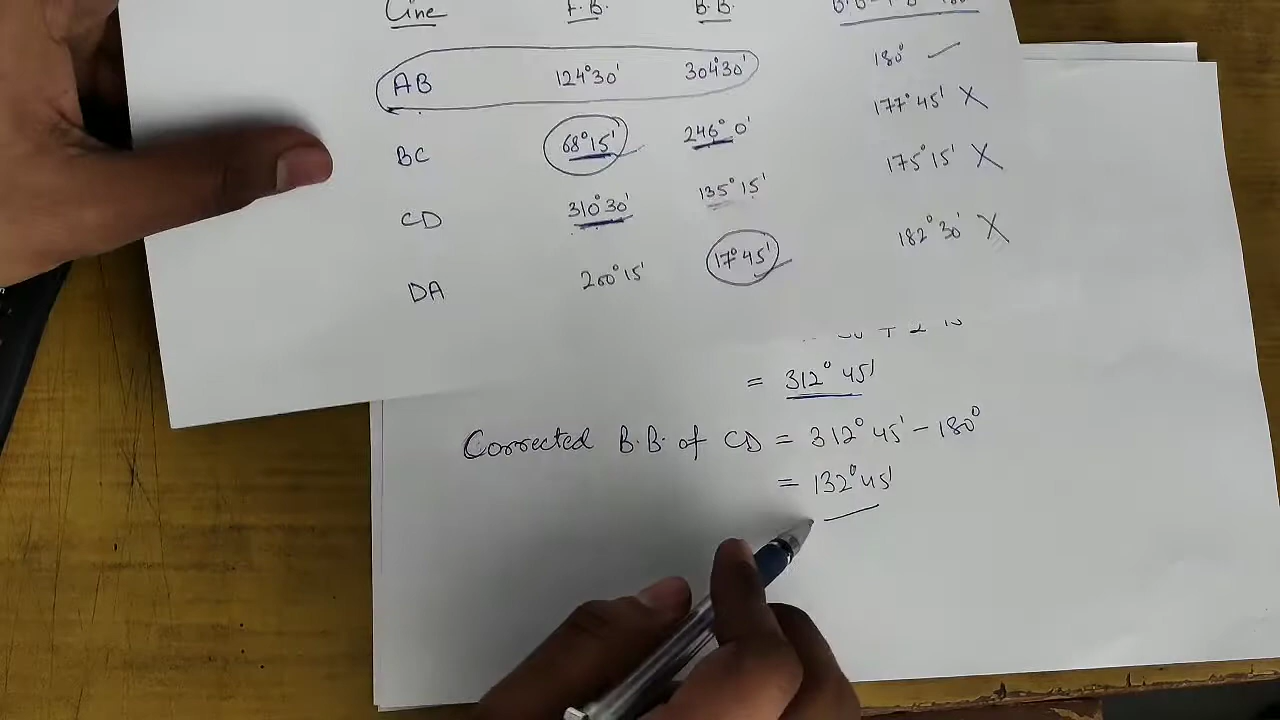 Line F.B. B.B.
AB 124°30' 304°30' 180° ✓
BC 68°15' 246°0' 177°45' X
CD 310°30' 135°15' 175°15' X
DA 200°15' 17°45' 182°30' X
= 312°45'
Corrected B.B. of CD = 312°45' - 180°
= 132°45'